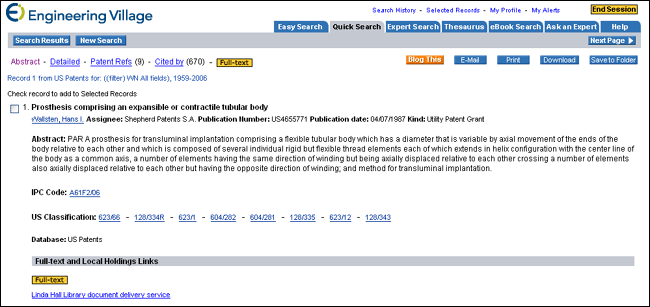 Engineering Village
Search History - Selected Records - My Profile - My Alerts End Session
Easy Search Quick Search Expert Search Thesaurus eBook Search Ask an Expert Help
Search Results New Search Next Page
Abstract - Detailed - Patent Refs (9) - Cited by (670) - Full-text Blog This E-Mail Print Download Save to Folder
Record 1 from US Patents for: ((filter) WN All fields), 1959-2006
Check record to add to Selected Records
1. Prosthesis comprising an expansible or contractile tubular body
Wallsten, Hans I. Assignee: Shepherd Patents S.A. Publication Number: US4655771 Publication date: 04/07/1987 Kind: Utility Patent Grant
Abstract: PAR A prosthesis for transluminal implantation comprising a flexible tubular body which has a diameter that is variable by axial movement of the ends of the
body relative to each other and which is composed of several individual rigid but flexible thread elements each of which extends in helix configuration with the center line of
the body as a common axis, a number of elements having the same direction of winding but being axially displaced relative to each other crossing a number of elements
also axially displaced relative to each other but having the opposite direction of winding; and method for transluminal implantation.
IPC Code: A61F2/06
US Classification: 623/66 - 128/334R - 623/1 - 604/282 - 604/281 - 128/335 - 623/12 - 128/343
Database: US Patents
Full-text and Local Holdings Links
Full-text
Linda Hall Library document delivery service